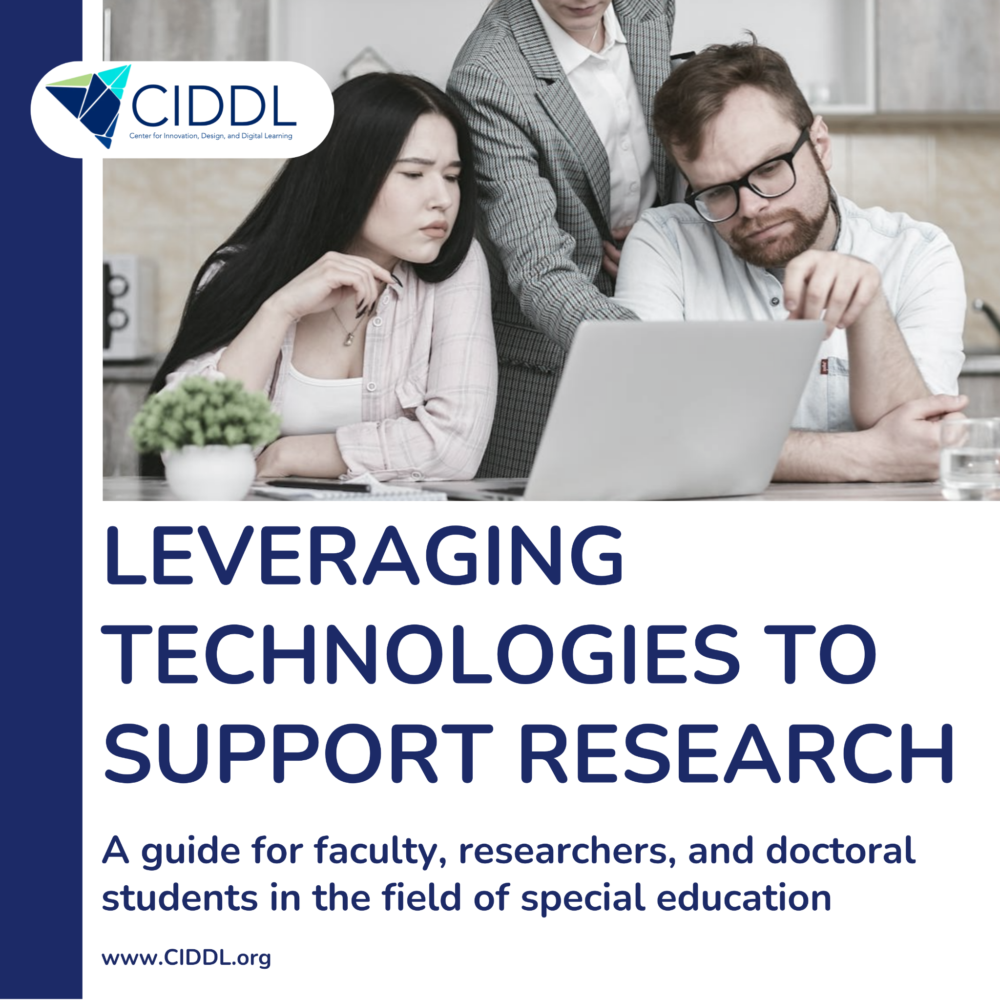 CIDDL
Center for Innovation, Design, and Digital Learning
LEVERAGING
TECHNOLOGIES TO
SUPPORT RESEARCH
A guide for faculty, researchers, and doctoral
students in the field of special education
www.CIDDL.org